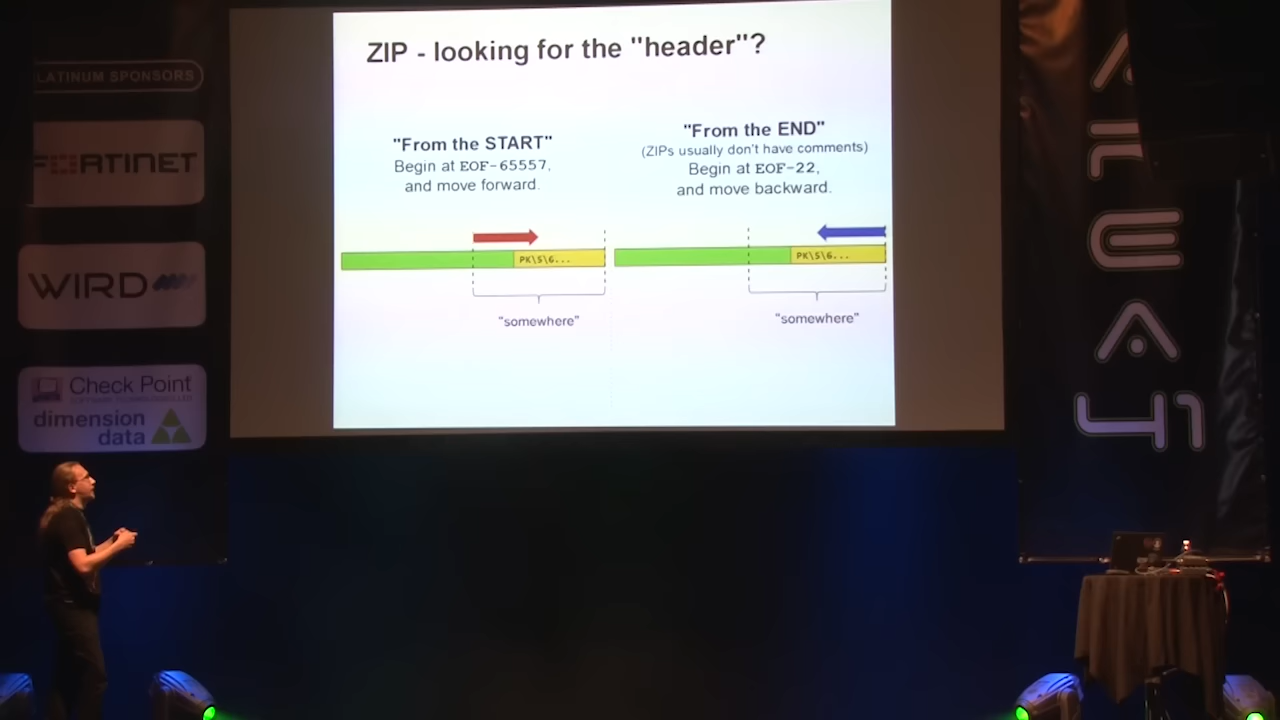 ZIP - looking for the "header"?
"From the START"
Begin at EOF-65557,
and move forward.
"From the END"
(ZIPs usually don't have comments)
Begin at EOF-22,
and move backward.
PK\5\6...
PK\5\6...
"somewhere"
"somewhere"
LATINUM SPONSORS
FORTINET
WIRD
Check Point
dimension
data
AREA
41